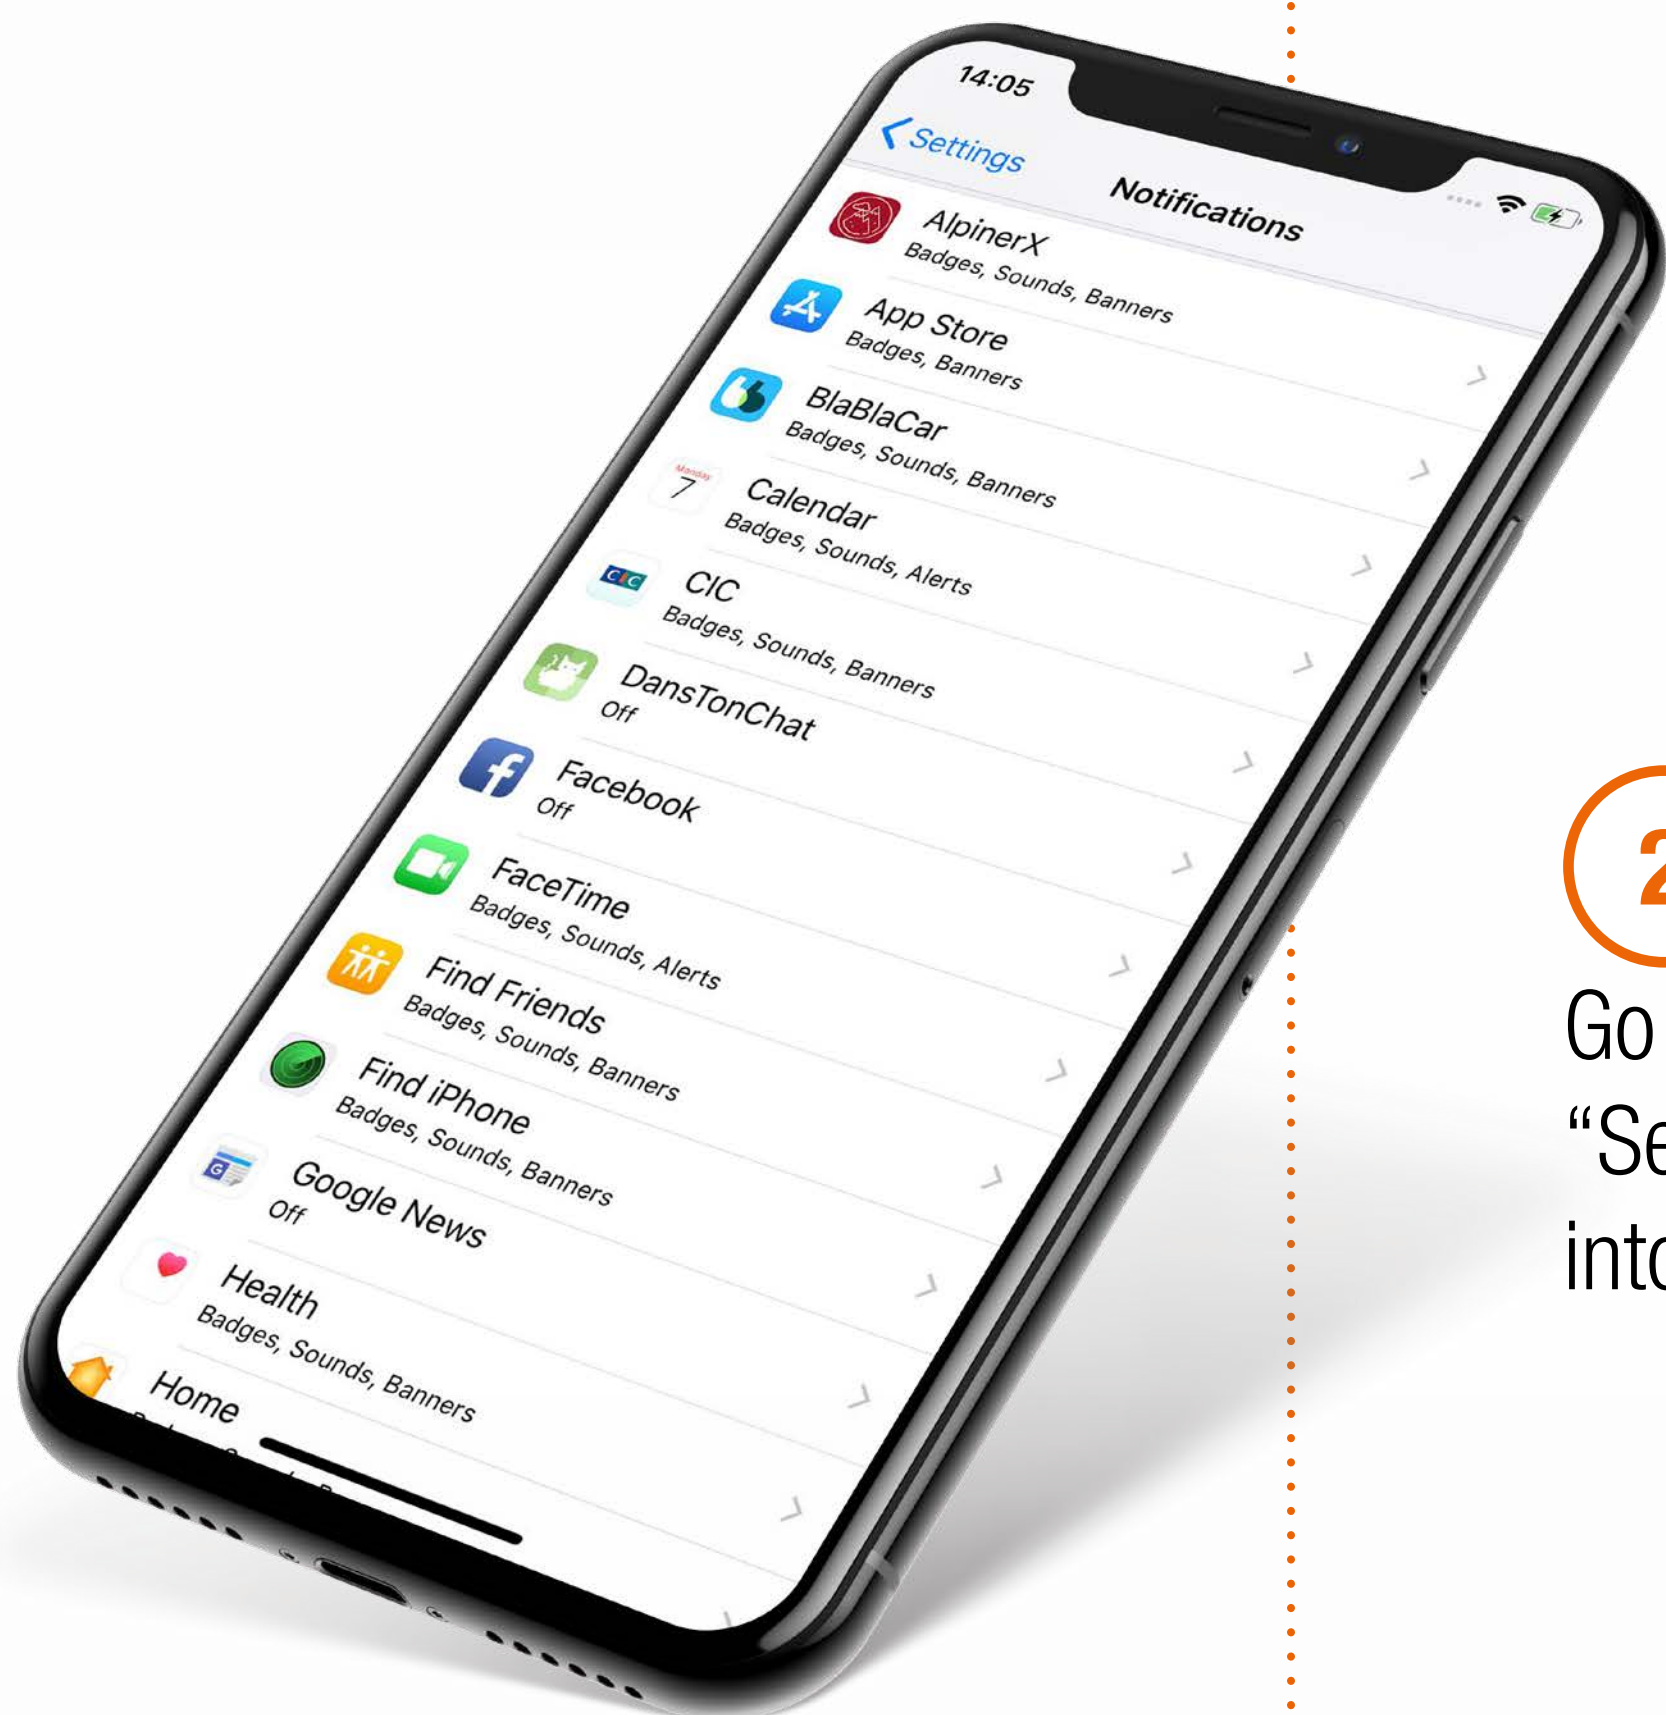 14:05
Settings
Notifications
AlpinerX
Badges, Sounds, Banners
App Store
Badges, Banners
BlaBlaCar
Badges, Sounds, Banners
Monday
7
Calendar
Badges, Sounds, Alerts
CIC
CIC
Badges, Sounds, Banners
DansTonChat
Off
Facebook
Off
FaceTime
Badges, Sounds, Alerts
Find Friends
Badges, Sounds, Banners
Find iPhone
Badges, Sounds, Banners
G
Google News
Off
Health
Badges, Sounds, Banners
Home
2
Go
“Se
into